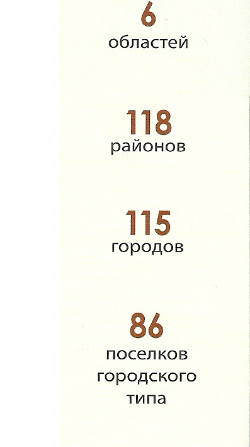 6
областей
118
районов
115
городов
86
поселков
городского
типа